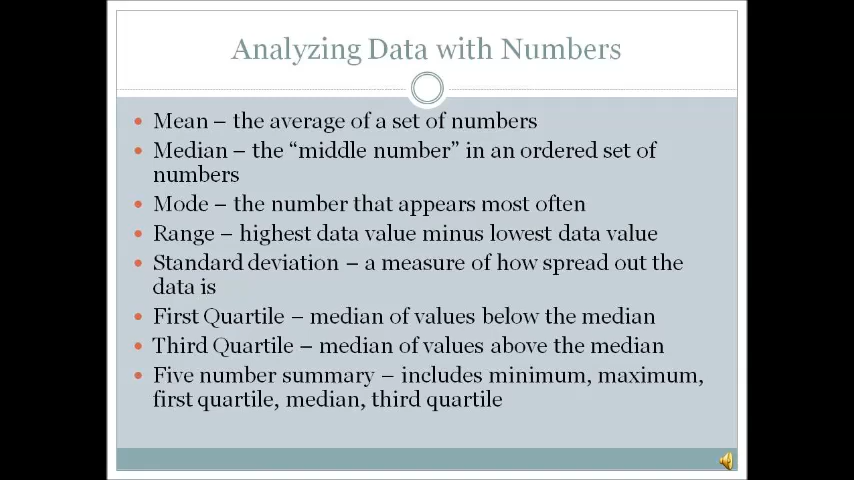 Analyzing Data with Numbers
• Mean – the average of a set of numbers
• Median – the “middle number” in an ordered set of
numbers
• Mode – the number that appears most often
• Range – highest data value minus lowest data value
• Standard deviation – a measure of how spread out the
data is
• First Quartile – median of values below the median
• Third Quartile – median of values above the median
• Five number summary – includes minimum, maximum,
first quartile, median, third quartile